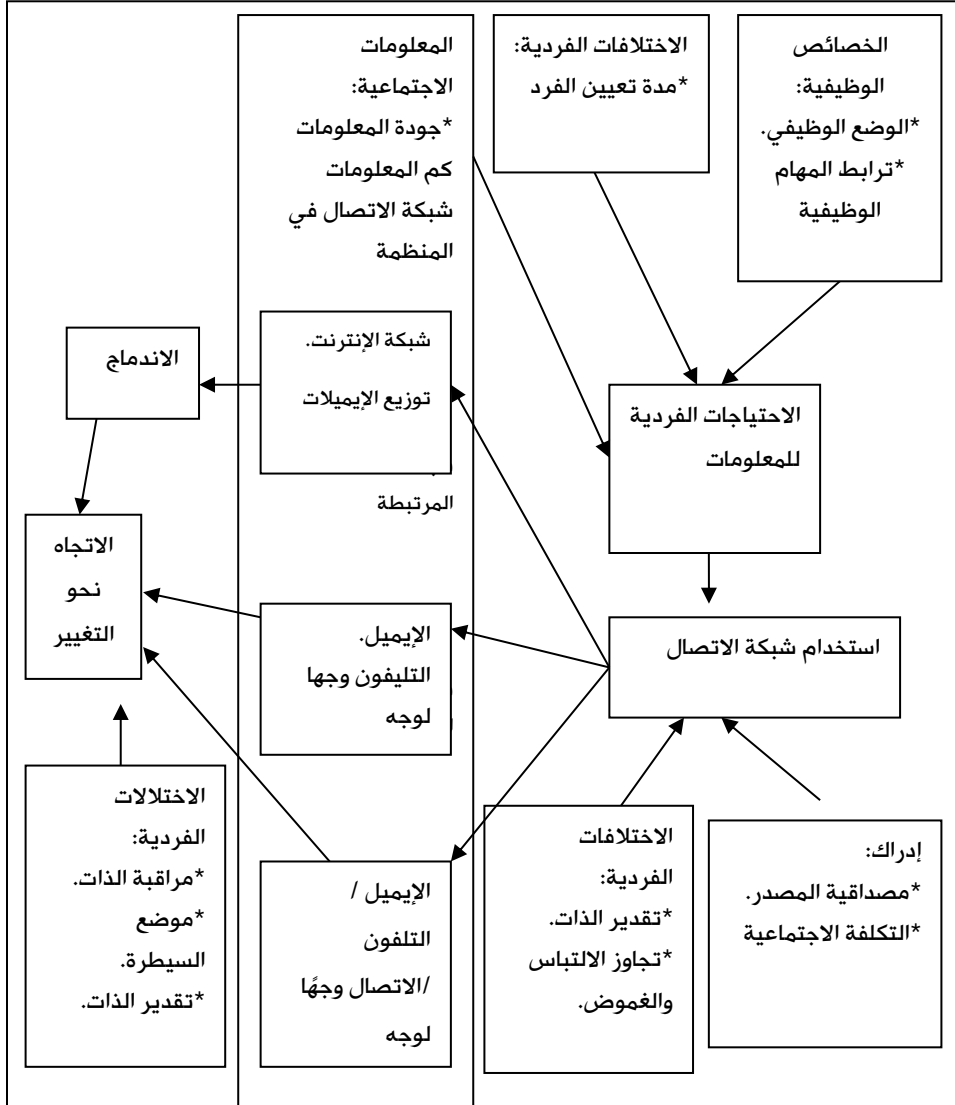 الخصائص
الوظيفية:
*الوضع الوظيفي.
*ترابط المهام
الوظيفية
الاختلافات الفردية:
*مدة تعيين الفرد
المعلومات
الاجتماعية:
*جودة المعلومات
كم المعلومات
شبكة الاتصال في
المنظمة
شبكة الإنترنت.
توزيع الإيميلات
المرتبطة
الاندماج
الاحتياجات الفردية
للمعلومات
الاتجاه
نحو
التغيير
الإيميل.
التليفون وجها
لوجه
استخدام شبكة الاتصال
إدراك:
*مصداقية المصدر.
*التكلفة الاجتماعية
الاختلافات
الفردية:
*تقدير الذات.
*تجاوز الالتباس
والغموض.
الإيميل /
التلفون
/الاتصال وجهًا
لوجه
الاختلالات
الفردية:
*مراقبة الذات.
*موضع
السيطرة.
*تقدير الذات.